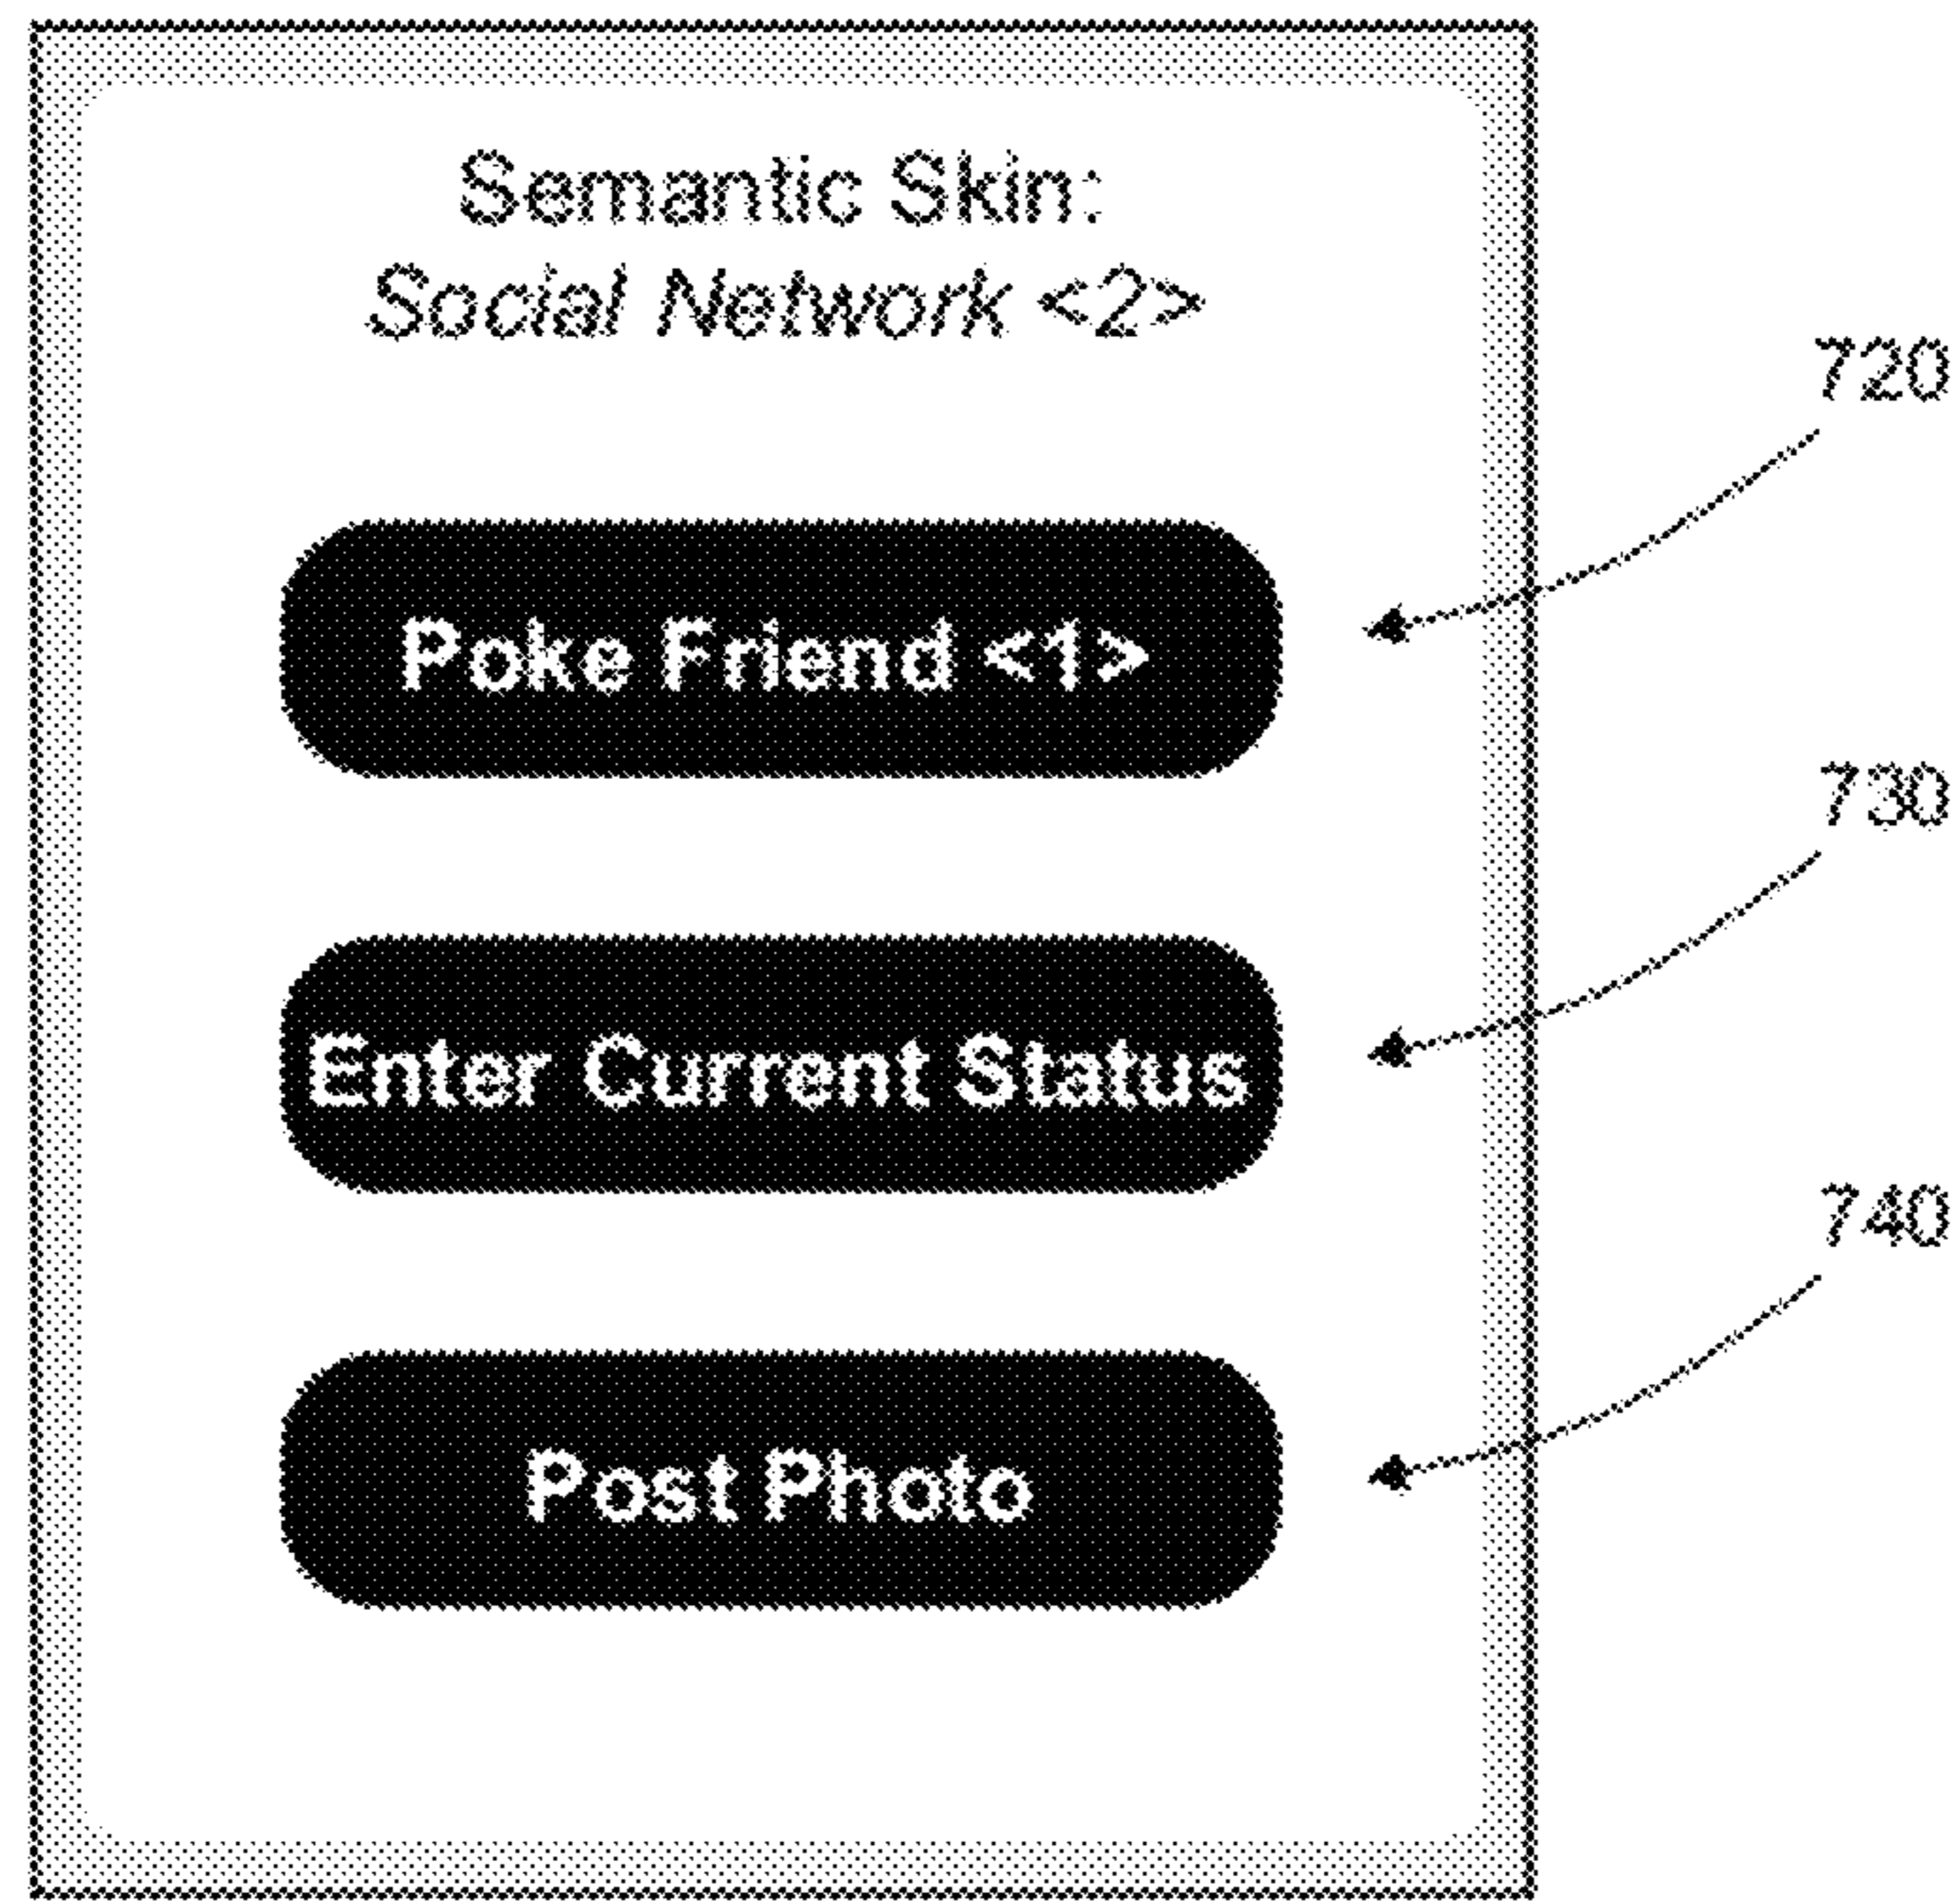 Semantic Skin:
Social Network <2>
720
Poke Friend <1>
730
Enter Current Status
740
Post Photo